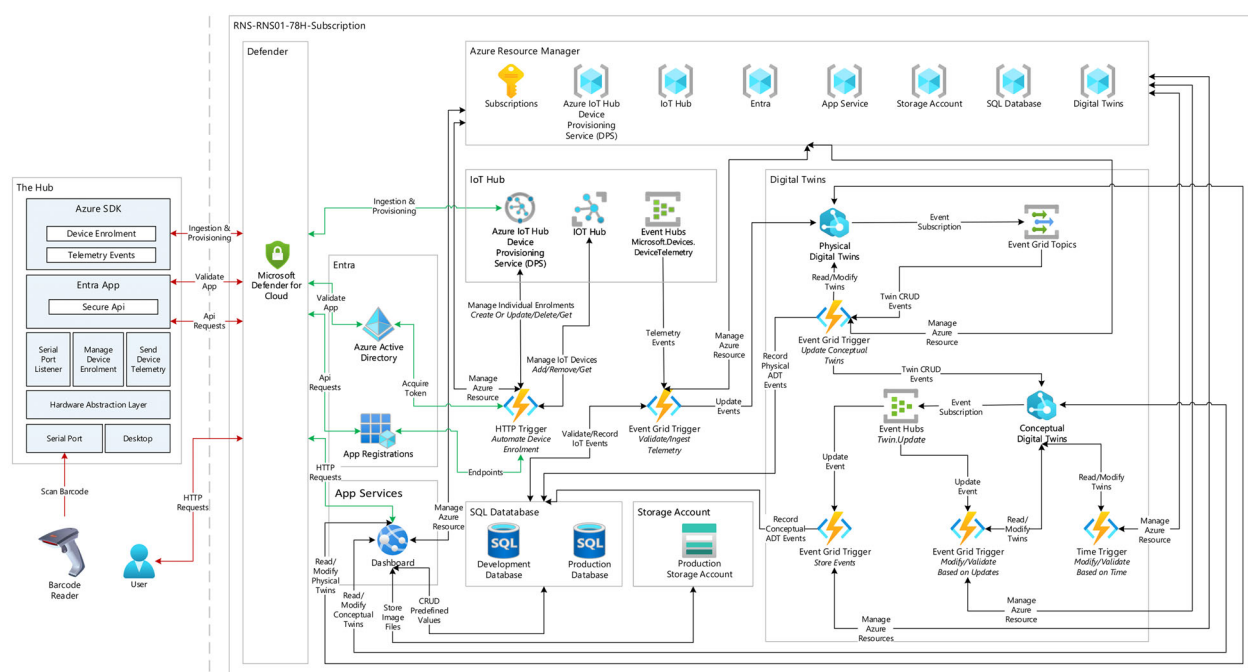 RNS-RNS01-78H-Subscription
Defender
Azure Resource Manager
Subscriptions
Azure IoT Hub
Device
Provisioning
Service (DPS)
IoT Hub
Entra
App Service
Storage Account
SQL Database
Digital Twins
The Hub
Azure SDK
Device Enrolment
Telemetry Events
Entra App
Secure Api
Serial
Port
Listener
Manage
Device
Enrolment
Send
Device
Telemetry
Hardware Abstraction Layer
Serial Port
Desktop
Scan Barcode
Barcode
Reader
User
HTTP
Requests
Ingestion &
Provisioning
Validate
App
Api
Requests
Microsoft
Defender for
Cloud
Ingestion &
Provisioning
IoT Hub
Azure IoT Hub
Device
Provisioning
Service (DPS)
IOT Hub
Event Hubs
Microsoft.Devices.
DeviceTelemetry
Entra
Validate
App
Azure Active
Directory
Api
Requests
Acquire
Token
App Registrations
Endpoints
HTTP
Requests
Manage Individual Enrolments
Create Or Update/Delete/Get
Manage IoT Devices
Add/Remove/Get
Manage
Azure
Resource
HTTP Trigger
Automate Device
Enrolment
Telemetry
Events
Manage
Azure
Resource
Event Grid Trigger
Validate/Ingest
Telemetry
Update
Events
Validate/Record
IoT Events
Record
Physical
ADT
Events
Digital Twins
Physical
Digital Twins
Event
Subscription
Event Grid Topics
Read/Modify
Twins
Twin CRUD
Events
Event Grid Trigger
Update Conceptual
Twins
Manage
Azure
Resource
Twin CRUD
Events
Event Hubs
Twin.Update
Event
Subscription
Conceptual
Digital Twins
Update
Event
Update
Event
Read/Modify
Twins
Event Grid Trigger
Store Events
Event Grid Trigger
Modify/Validate
Based on Updates
Read/
Modify
Twins
Time Trigger
Modify/Validate
Based on Time
Manage
Azure
Resource
Manage
Azure
Resources
Manage
Azure
Resource
Record
Conceptual
ADT Events
App Services
Dashboard
Manage
Azure
Resource
Read/
Modify
Physical
Twins
Read/
Modify
Conceptual
Twins
Store
Image
Files
CRUD
Predefined
Values
SQL Datatabase
Development
Database
Production
Database
Storage Account
Production
Storage Account